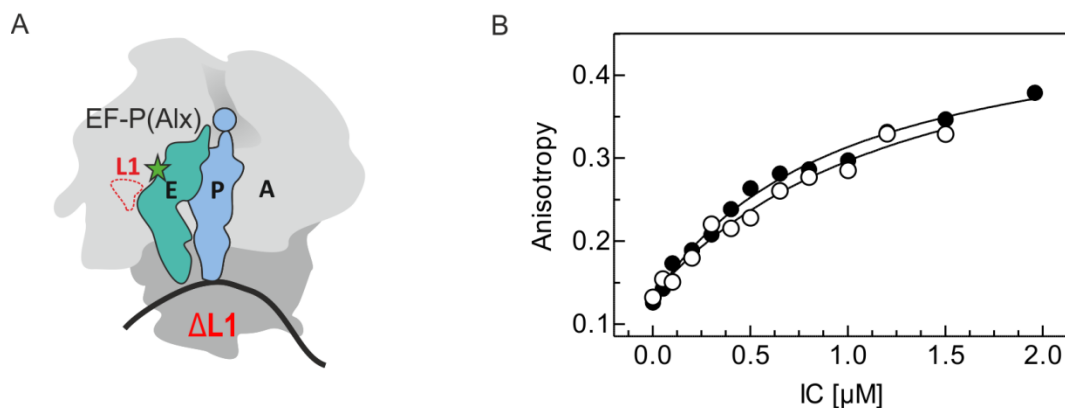 A
EF-P(Alx)
L1
E
P
A
ΔL1
B
Anisotropy
0.4
0.3
0.2
0.1
0.0
0.5
1.0
1.5
2.0
IC [µM]